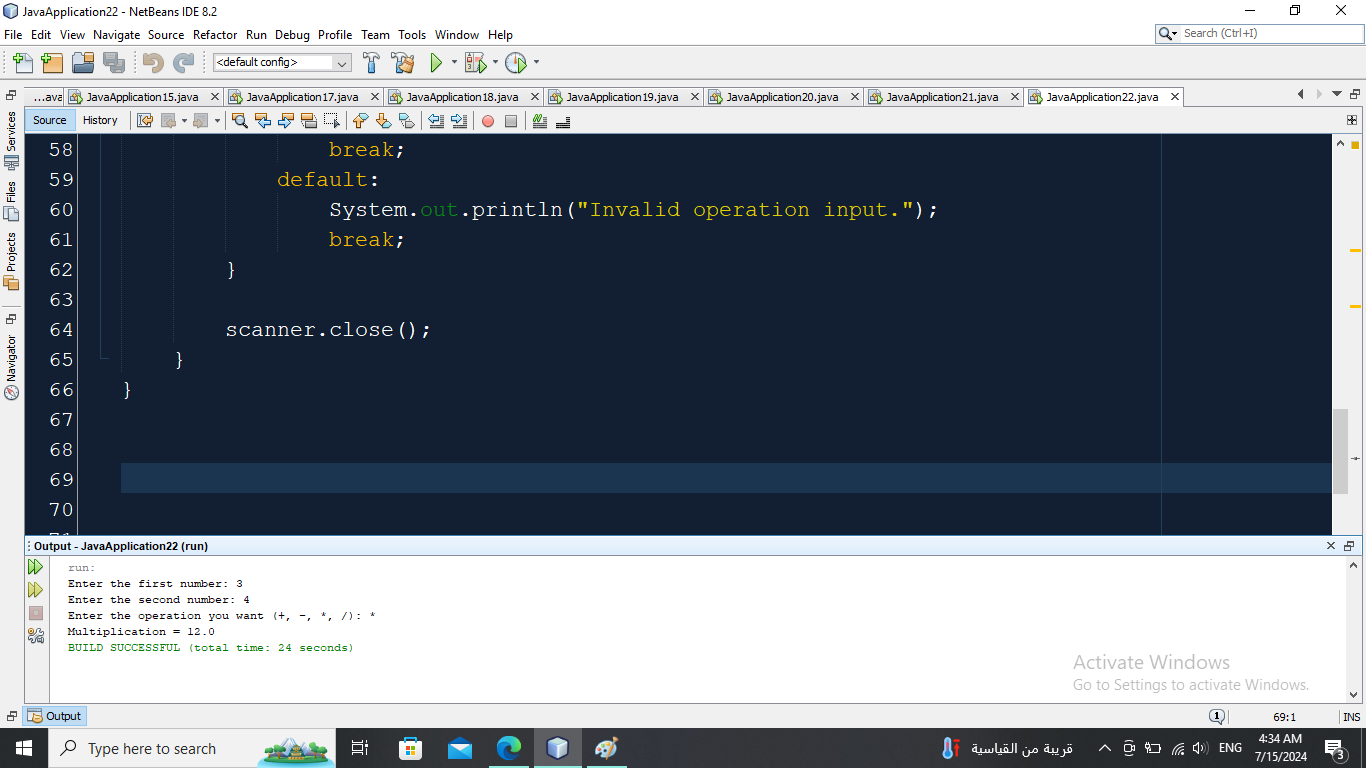 JavaApplication22 - NetBeans IDE 8.2
File Edit View Navigate Source Refactor Run Debug Profile Team Tools Window Help
Search (Ctrl+I)
<default config>
...ava JavaApplication15.java JavaApplication17.java JavaApplication18.java JavaApplication19.java JavaApplication20.java JavaApplication21.java JavaApplication22.java
Source History
Services
Files
Projects
Navigator
58 break;
59 default:
60 System.out.println("Invalid operation input.");
61 break;
62 }
63
64 scanner.close();
65 }
66 }
67
68
69
70
Output - JavaApplication22 (run)
run:
Enter the first number: 3
Enter the second number: 4
Enter the operation you want (+, -, *, /): *
Multiplication = 12.0
BUILD SUCCESSFUL (total time: 24 seconds)
Activate Windows
Go to Settings to activate Windows.
Output
1
69:1
INS
Type here to search
قريبة من القياسية
ENG
4:34 AM
7/15/2024
3